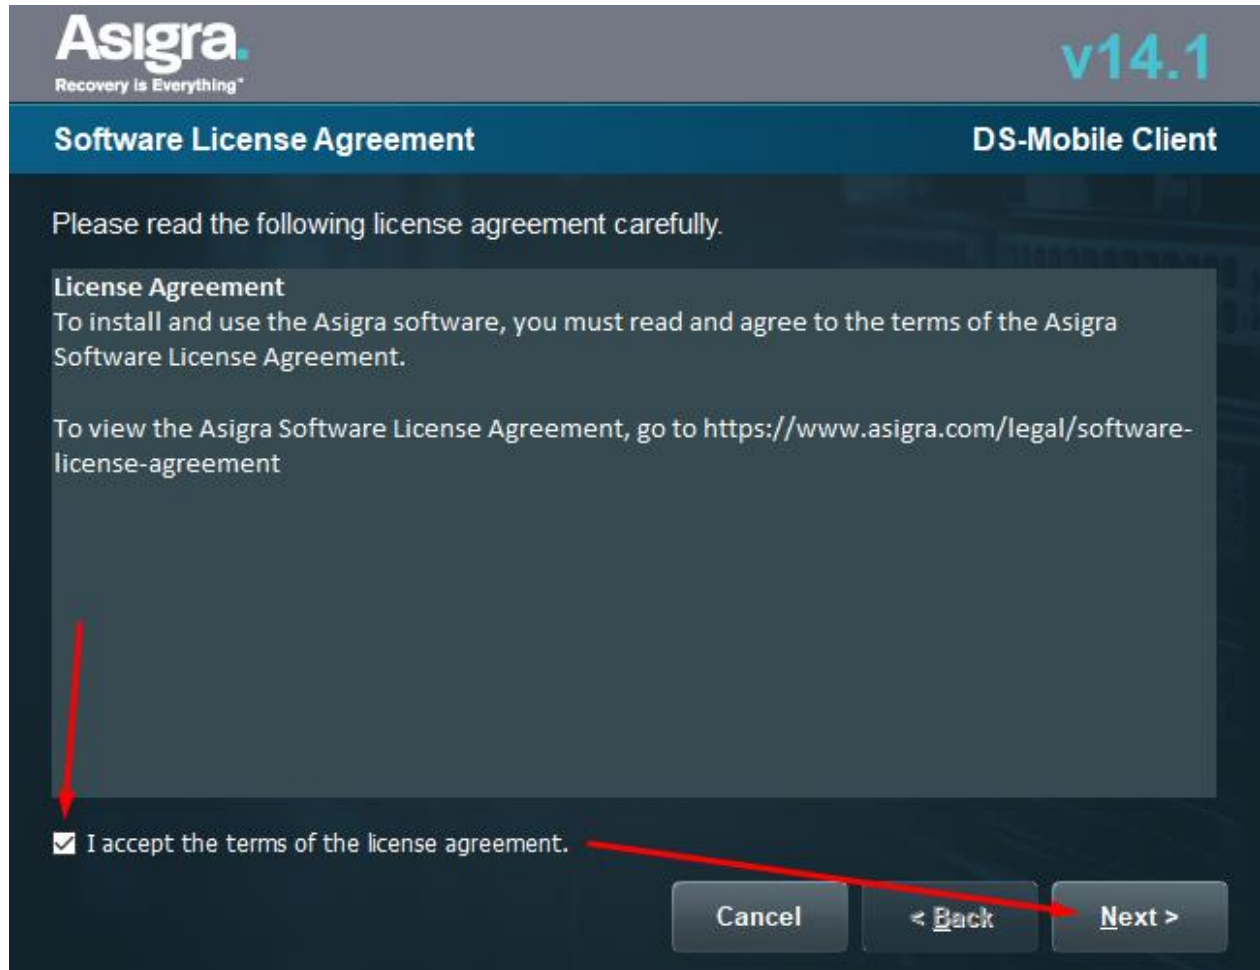 Asigra.
Recovery is Everything™
v14.1
Software License Agreement
DS-Mobile Client
Please read the following license agreement carefully.
License Agreement
To install and use the Asigra software, you must read and agree to the terms of the Asigra
Software License Agreement.
To view the Asigra Software License Agreement, go to https://www.asigra.com/legal/software-
license-agreement
I accept the terms of the license agreement.
Cancel
< Back
Next >